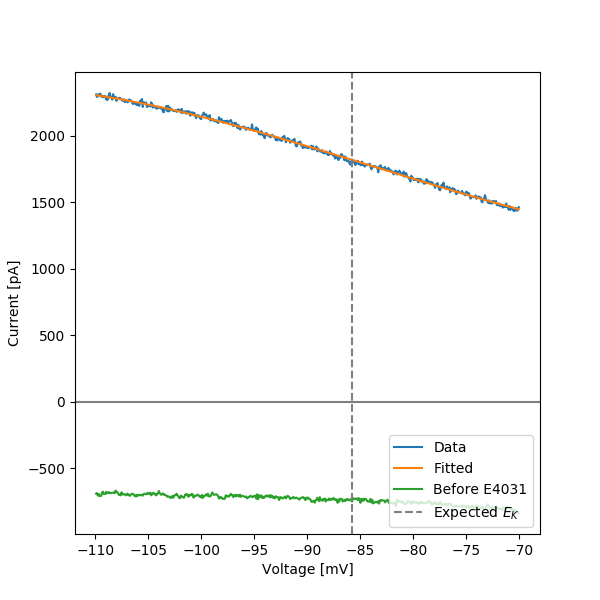 2000
1500
1000
500
0
−500
Current [pA]
Data
Fitted
Before E4031
Expected E_K
−110 −105 −100 −95 −90 −85 −80 −75 −70
Voltage [mV]